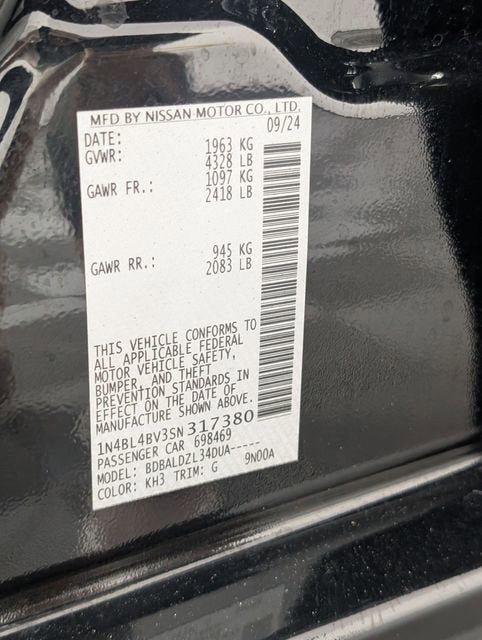 MFD BY NISSAN MOTOR CO., LTD.
DATE: 09/24
GVWR: 1963 KG
4328 LB
GAWR FR.: 1097 KG
2418 LB
GAWR RR.: 945 KG
2083 LB
THIS VEHICLE CONFORMS TO
ALL APPLICABLE FEDERAL
MOTOR VEHICLE SAFETY,
BUMPER, AND THEFT
PREVENTION STANDARDS IN
EFFECT ON THE DATE OF
MANUFACTURE SHOWN ABOVE.
1N4BL4BV3SN317380
PASSENGER CAR 698469
MODEL: BDBALDZL34DUA-----
COLOR: KH3 TRIM: G 9N00A